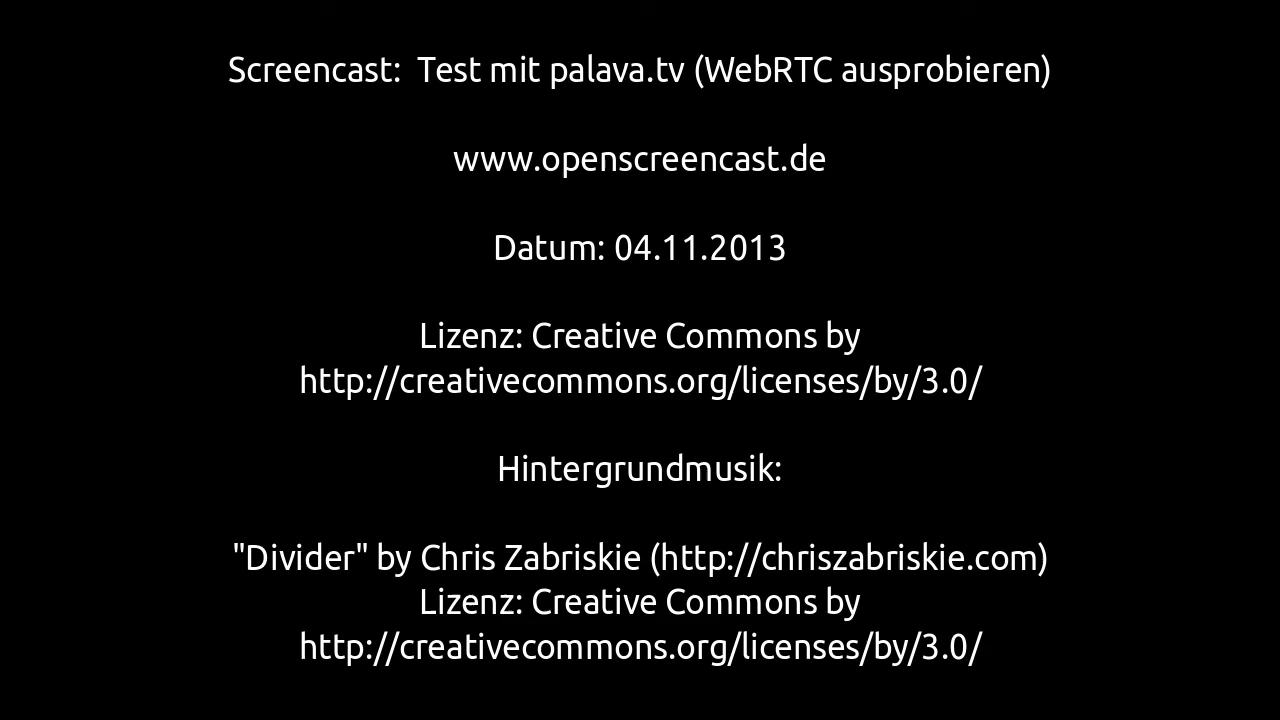 Screencast:  Test mit palava.tv (WebRTC ausprobieren)
www.openscreencast.de
Datum: 04.11.2013
Lizenz: Creative Commons by
http://creativecommons.org/licenses/by/3.0/
Hintergrundmusik:
"Divider" by Chris Zabriskie (http://chriszabriskie.com)
Lizenz: Creative Commons by
http://creativecommons.org/licenses/by/3.0/